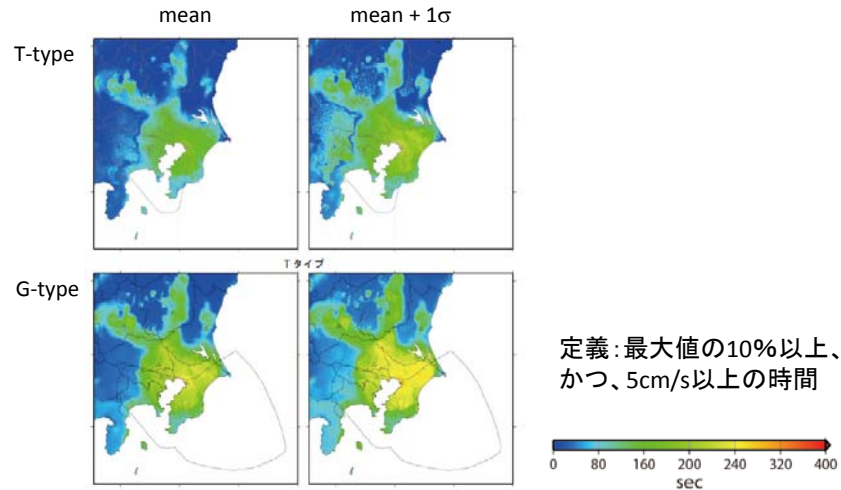 mean
mean + 1σ
T-type
Tタイプ
G-type
定義：最大値の10%以上、
かつ、5cm/s以上の時間
0 80 160 200 240 320 400
sec